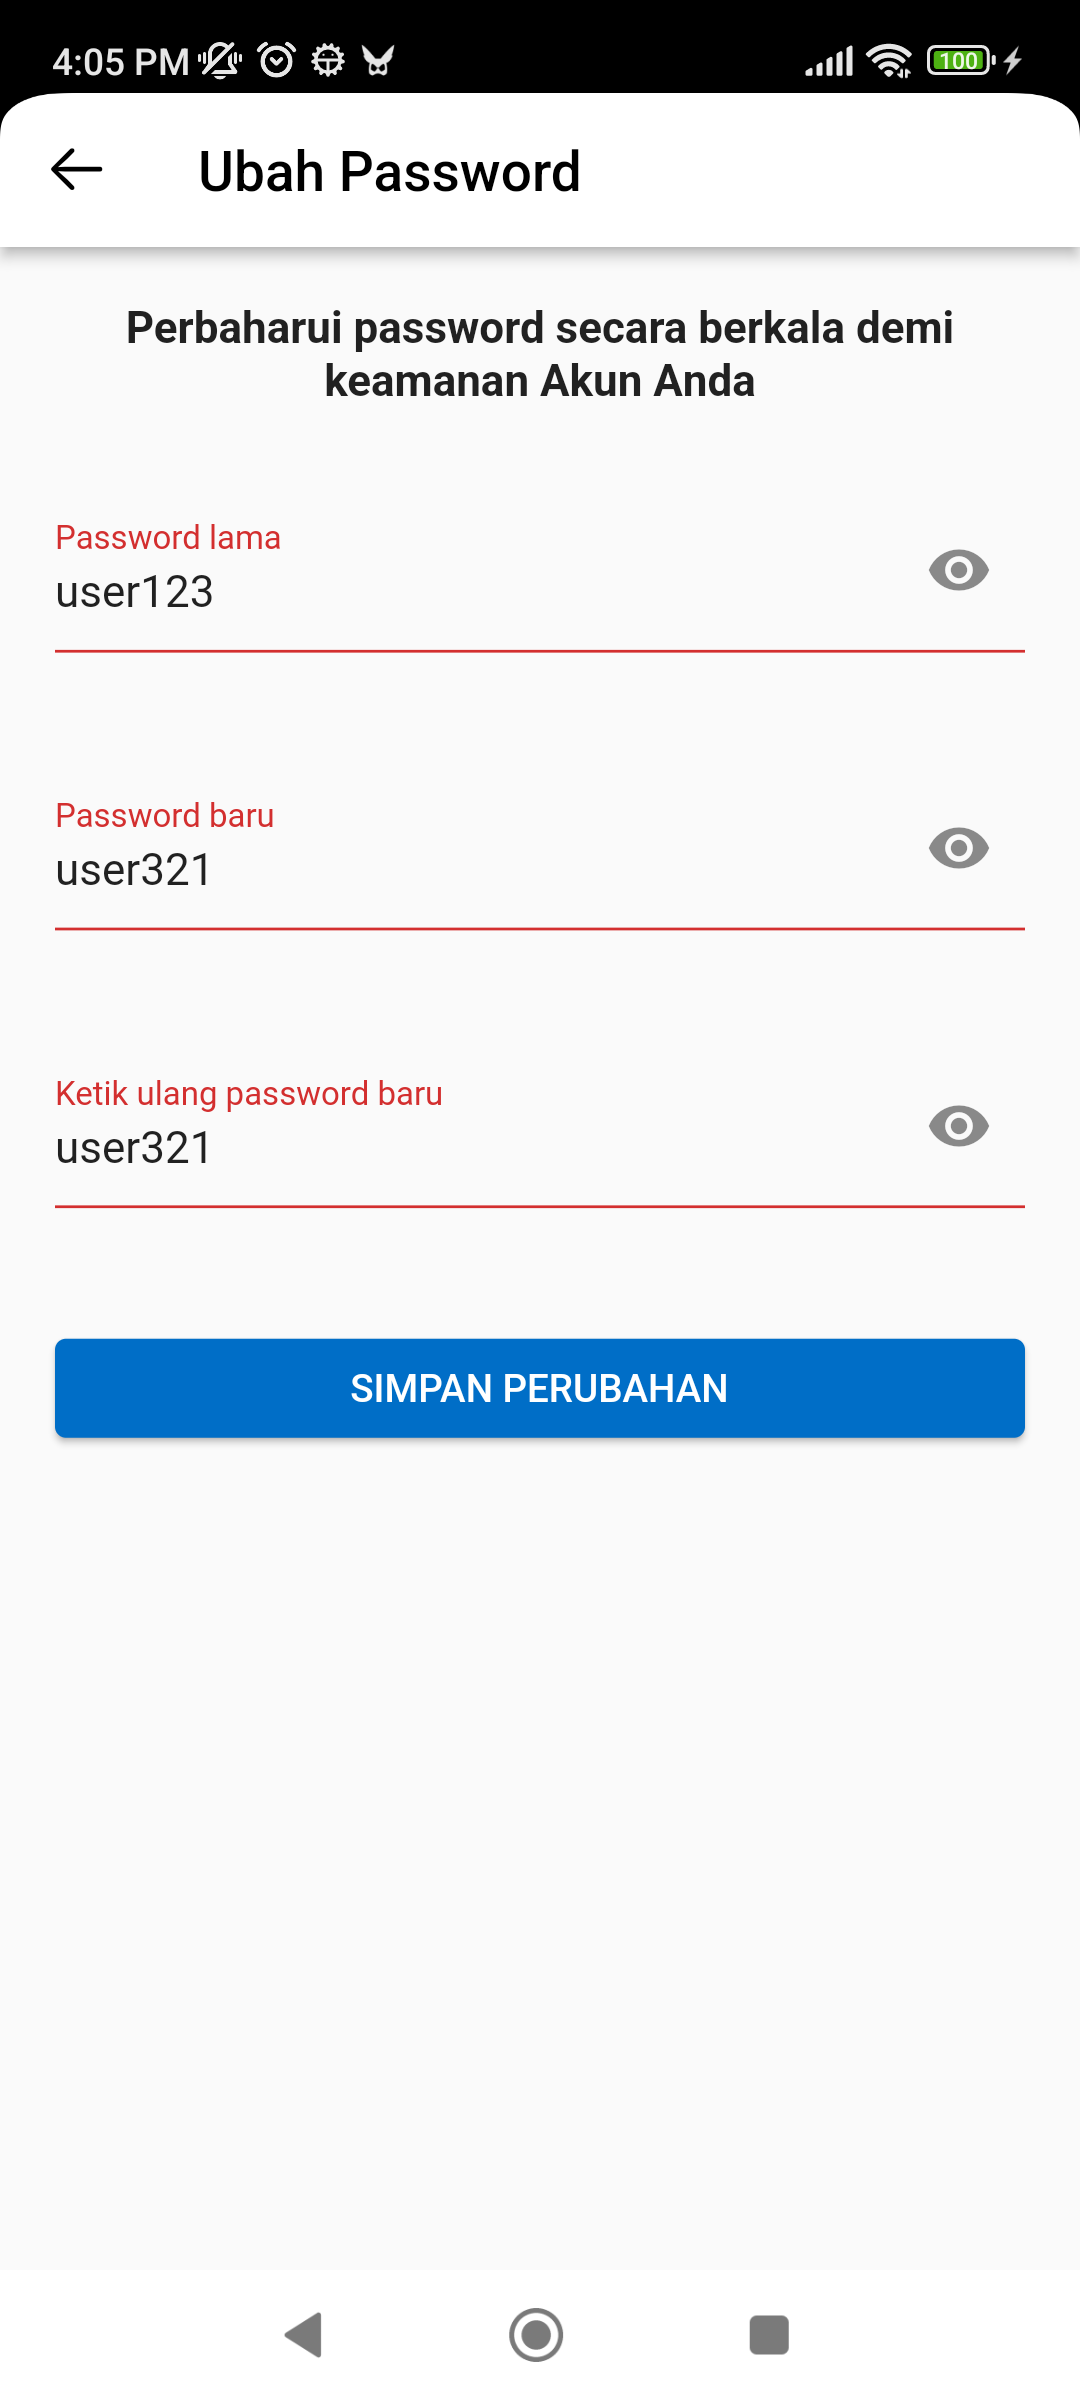 4:05 PM
100
Ubah Password
Perbaharui password secara berkala demi
keamanan Akun Anda
Password lama
user123
Password baru
user321
Ketik ulang password baru
user321
SIMPAN PERUBAHAN